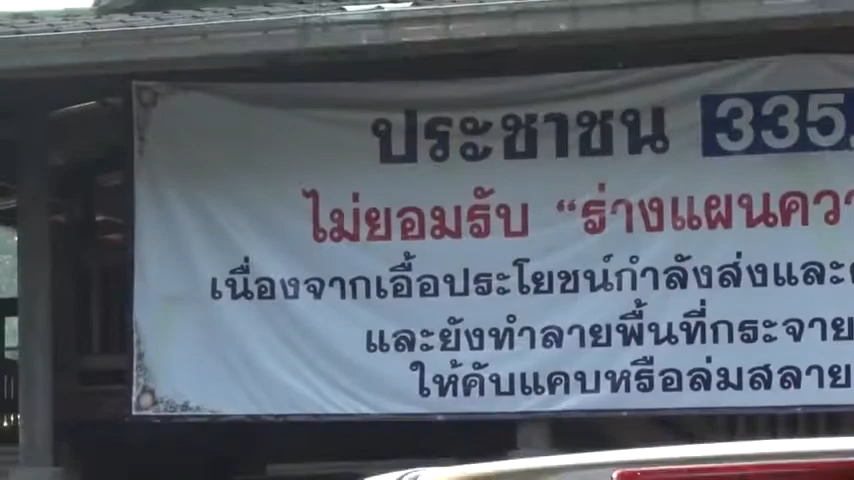 ประชาชน 335
ไม่ยอมรับ “ร่างแผนควา
เนื่องจากเอื้อประโยชน์กำลังส่งและ
และยังทำลายพื้นที่กระจาย
ให้คับแคบหรือล่มสลาย